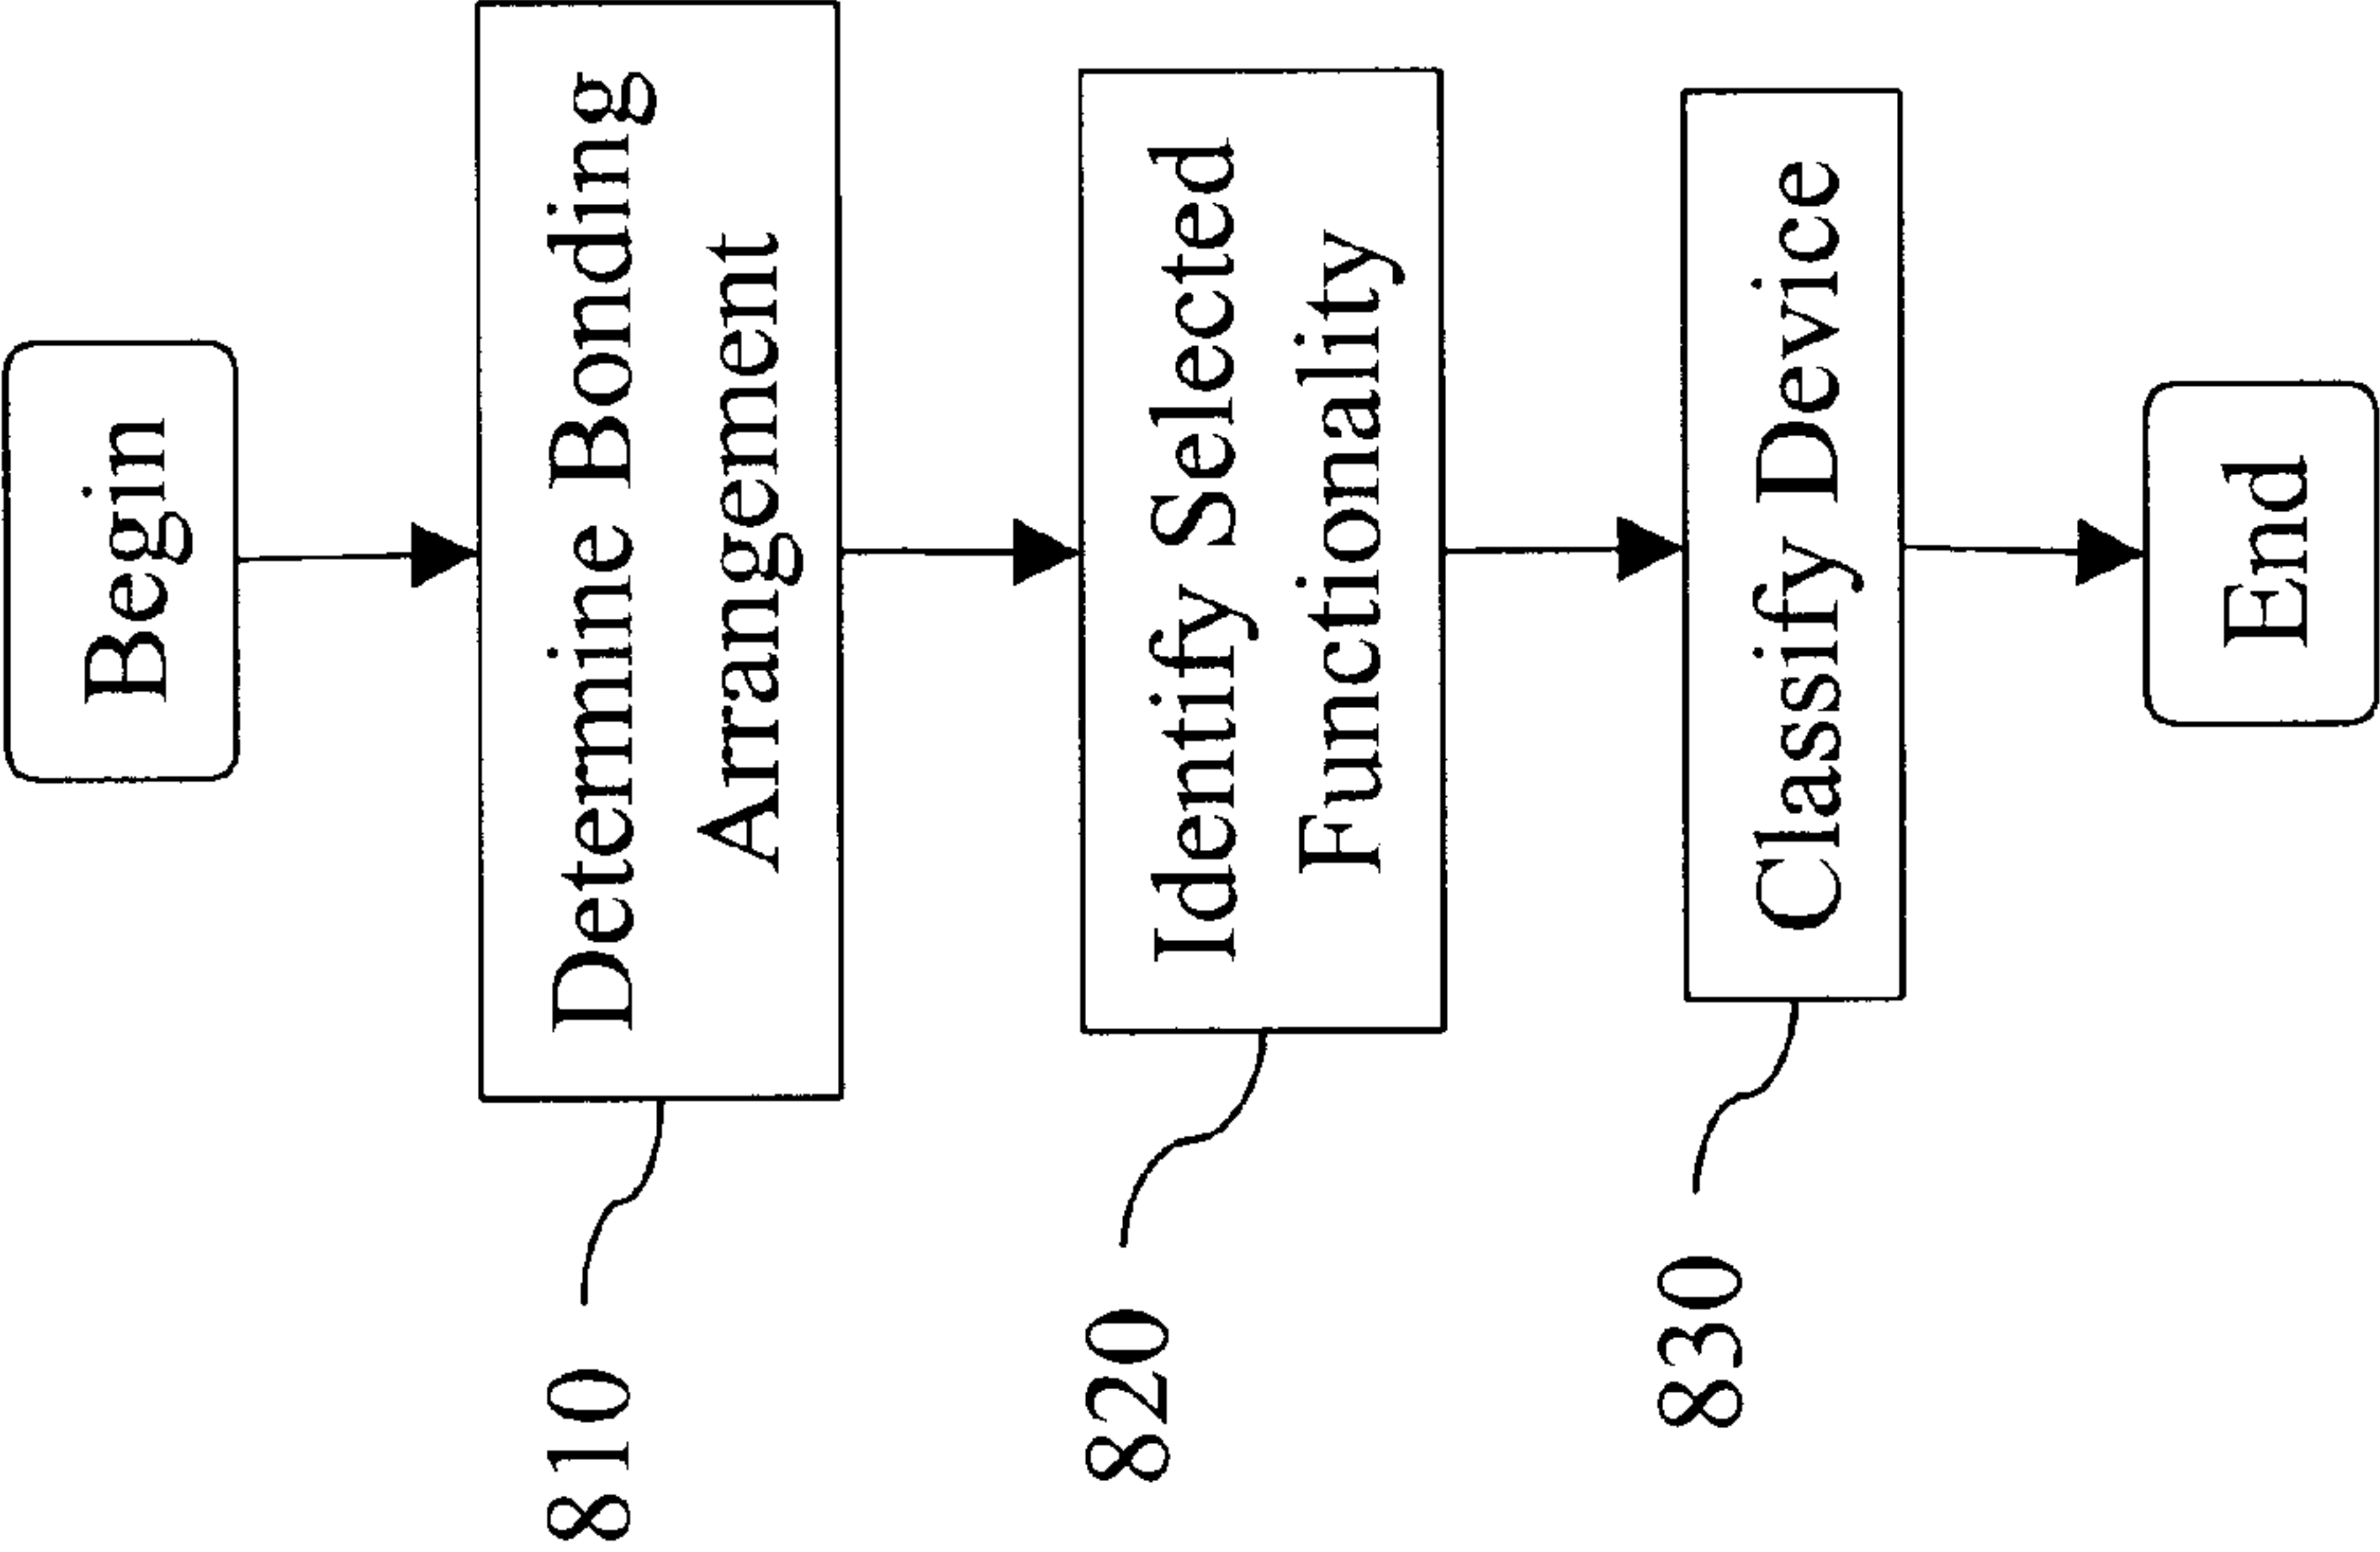 Begin
810
Determine Bonding
Arrangement
820
Identify Selected
Functionality
830
Classify Device
End